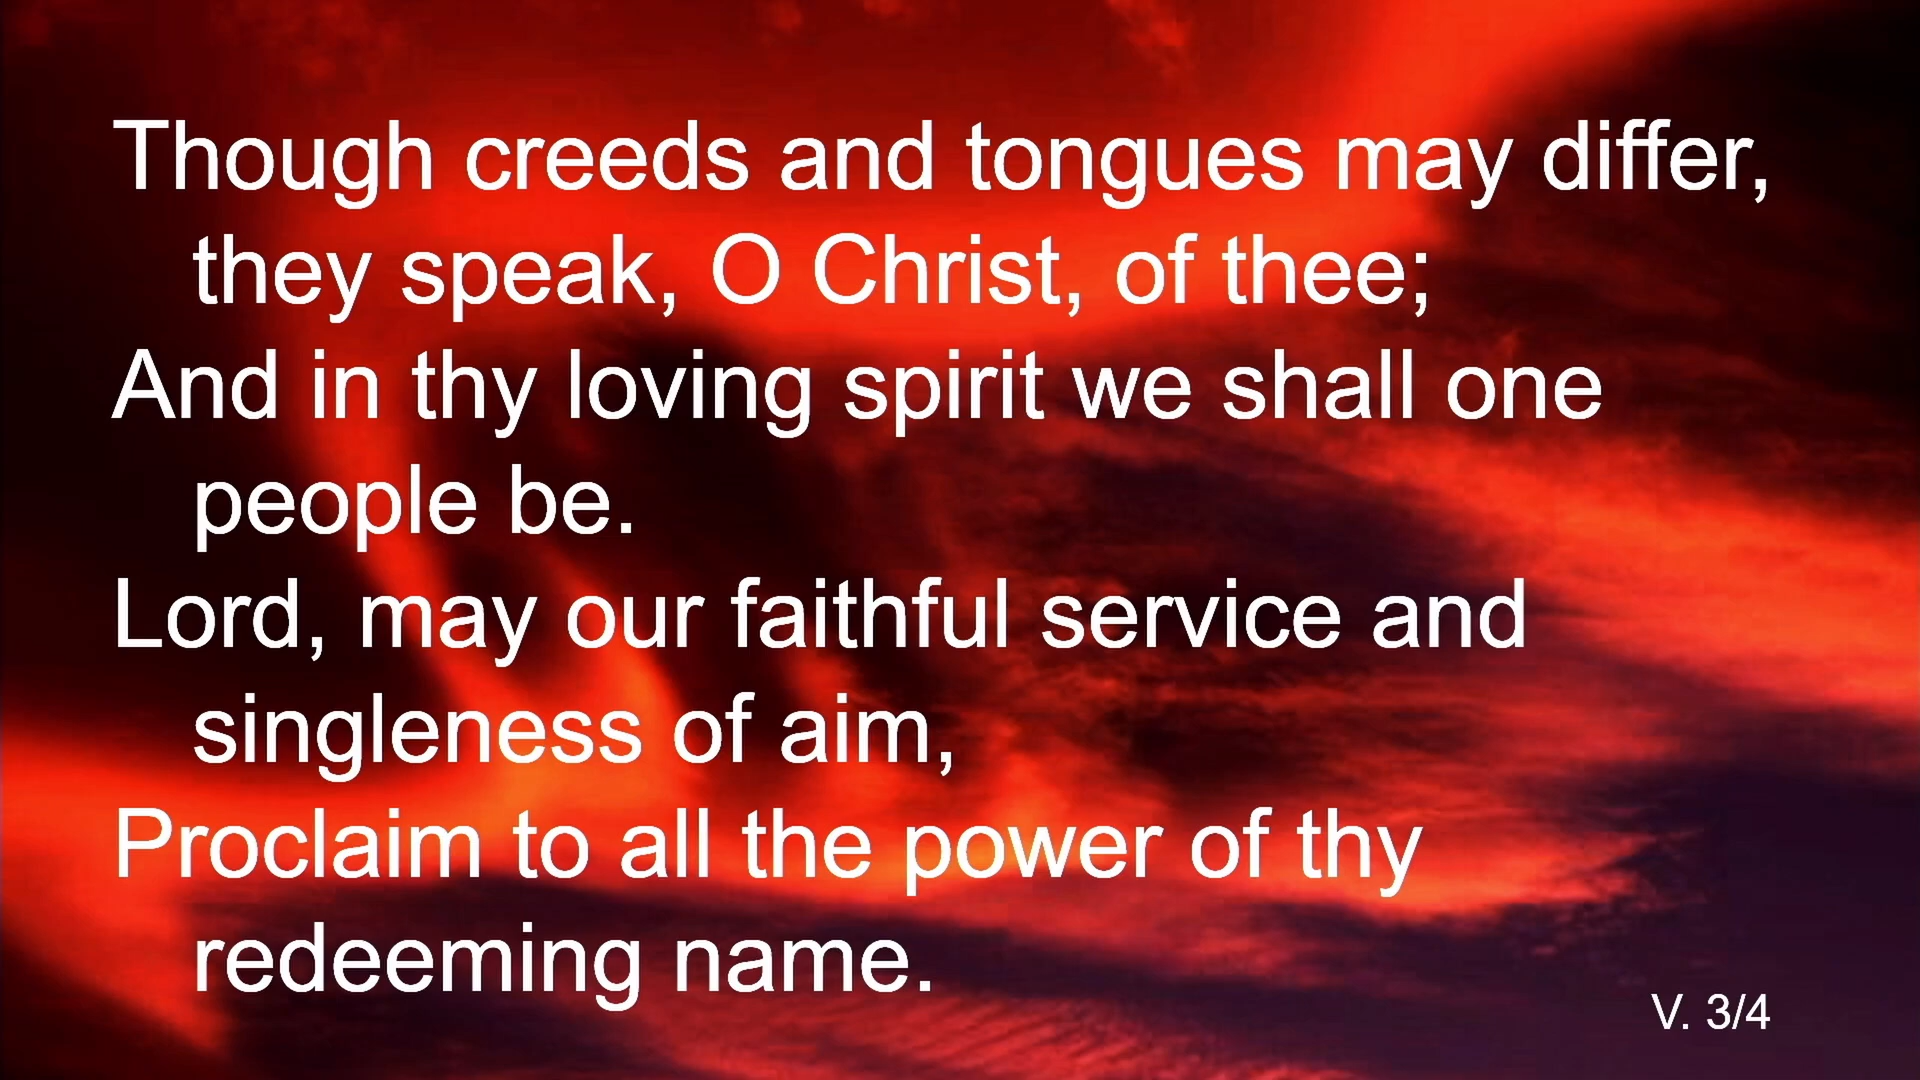 Though creeds and tongues may differ,
they speak, O Christ, of thee;
And in thy loving spirit we shall one
people be.
Lord, may our faithful service and
singleness of aim,
Proclaim to all the power of thy
redeeming name.
V. 3/4